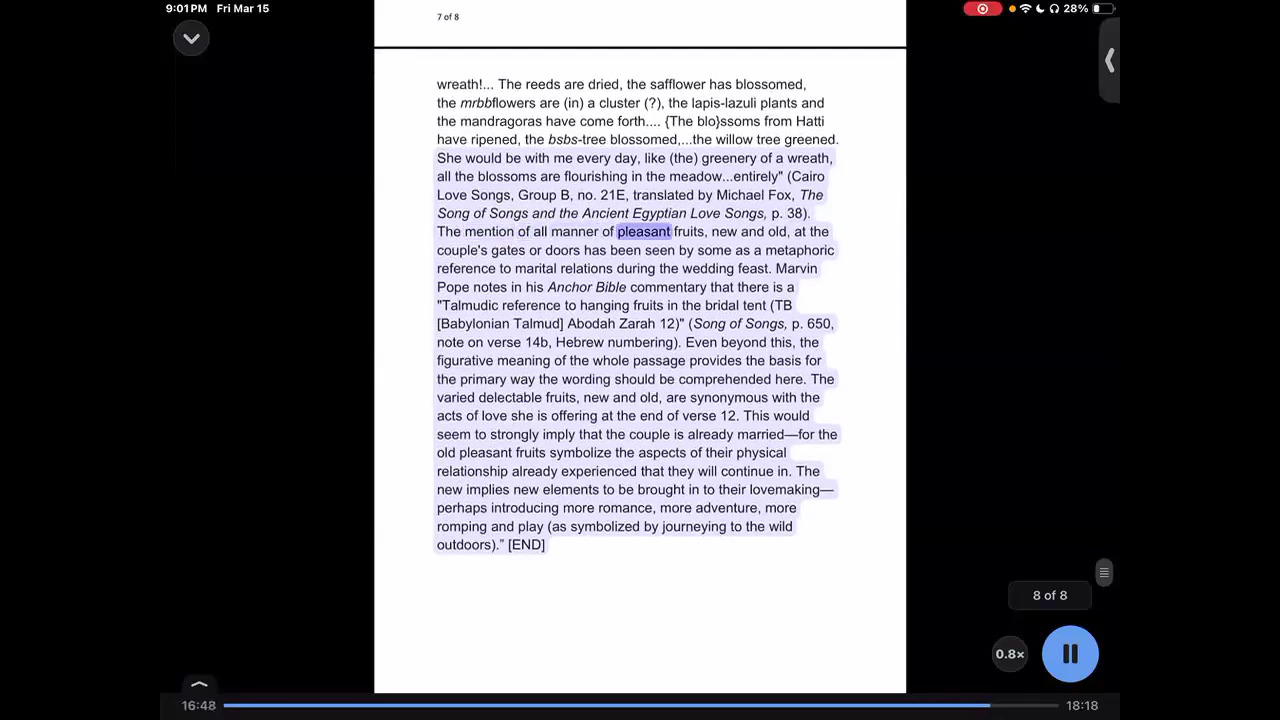 9:01 PM Fri Mar 15
28%
7 of 8
wreath!... The reeds are dried, the safflower has blossomed,
the mrbbflowers are (in) a cluster (?), the lapis-lazuli plants and
the mandragoras have come forth.... {The blo}ssoms from Hatti
have ripened, the bsbs-tree blossomed,...the willow tree greened.
She would be with me every day, like (the) greenery of a wreath,
all the blossoms are flourishing in the meadow...entirely" (Cairo
Love Songs, Group B, no. 21E, translated by Michael Fox, The
Song of Songs and the Ancient Egyptian Love Songs, p. 38).
The mention of all manner of pleasant fruits, new and old, at the
couple's gates or doors has been seen by some as a metaphoric
reference to marital relations during the wedding feast. Marvin
Pope notes in his Anchor Bible commentary that there is a
"Talmudic reference to hanging fruits in the bridal tent (TB
[Babylonian Talmud] Abodah Zarah 12)" (Song of Songs, p. 650,
note on verse 14b, Hebrew numbering). Even beyond this, the
figurative meaning of the whole passage provides the basis for
the primary way the wording should be comprehended here. The
varied delectable fruits, new and old, are synonymous with the
acts of love she is offering at the end of verse 12. This would
seem to strongly imply that the couple is already married—for the
old pleasant fruits symbolize the aspects of their physical
relationship already experienced that they will continue in. The
new implies new elements to be brought in to their lovemaking—
perhaps introducing more romance, more adventure, more
romping and play (as symbolized by journeying to the wild
outdoors).” [END]
8 of 8
0.8×
16:48
18:18